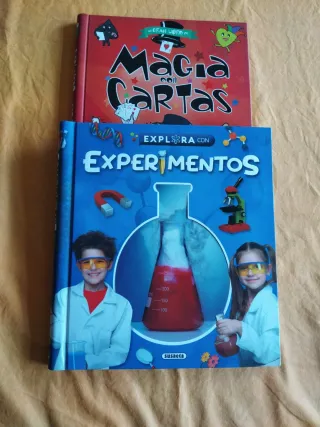 MAGIA
CON
CARTAS
EXPLORA CON
EXPERIMENTOS
SUSAETA